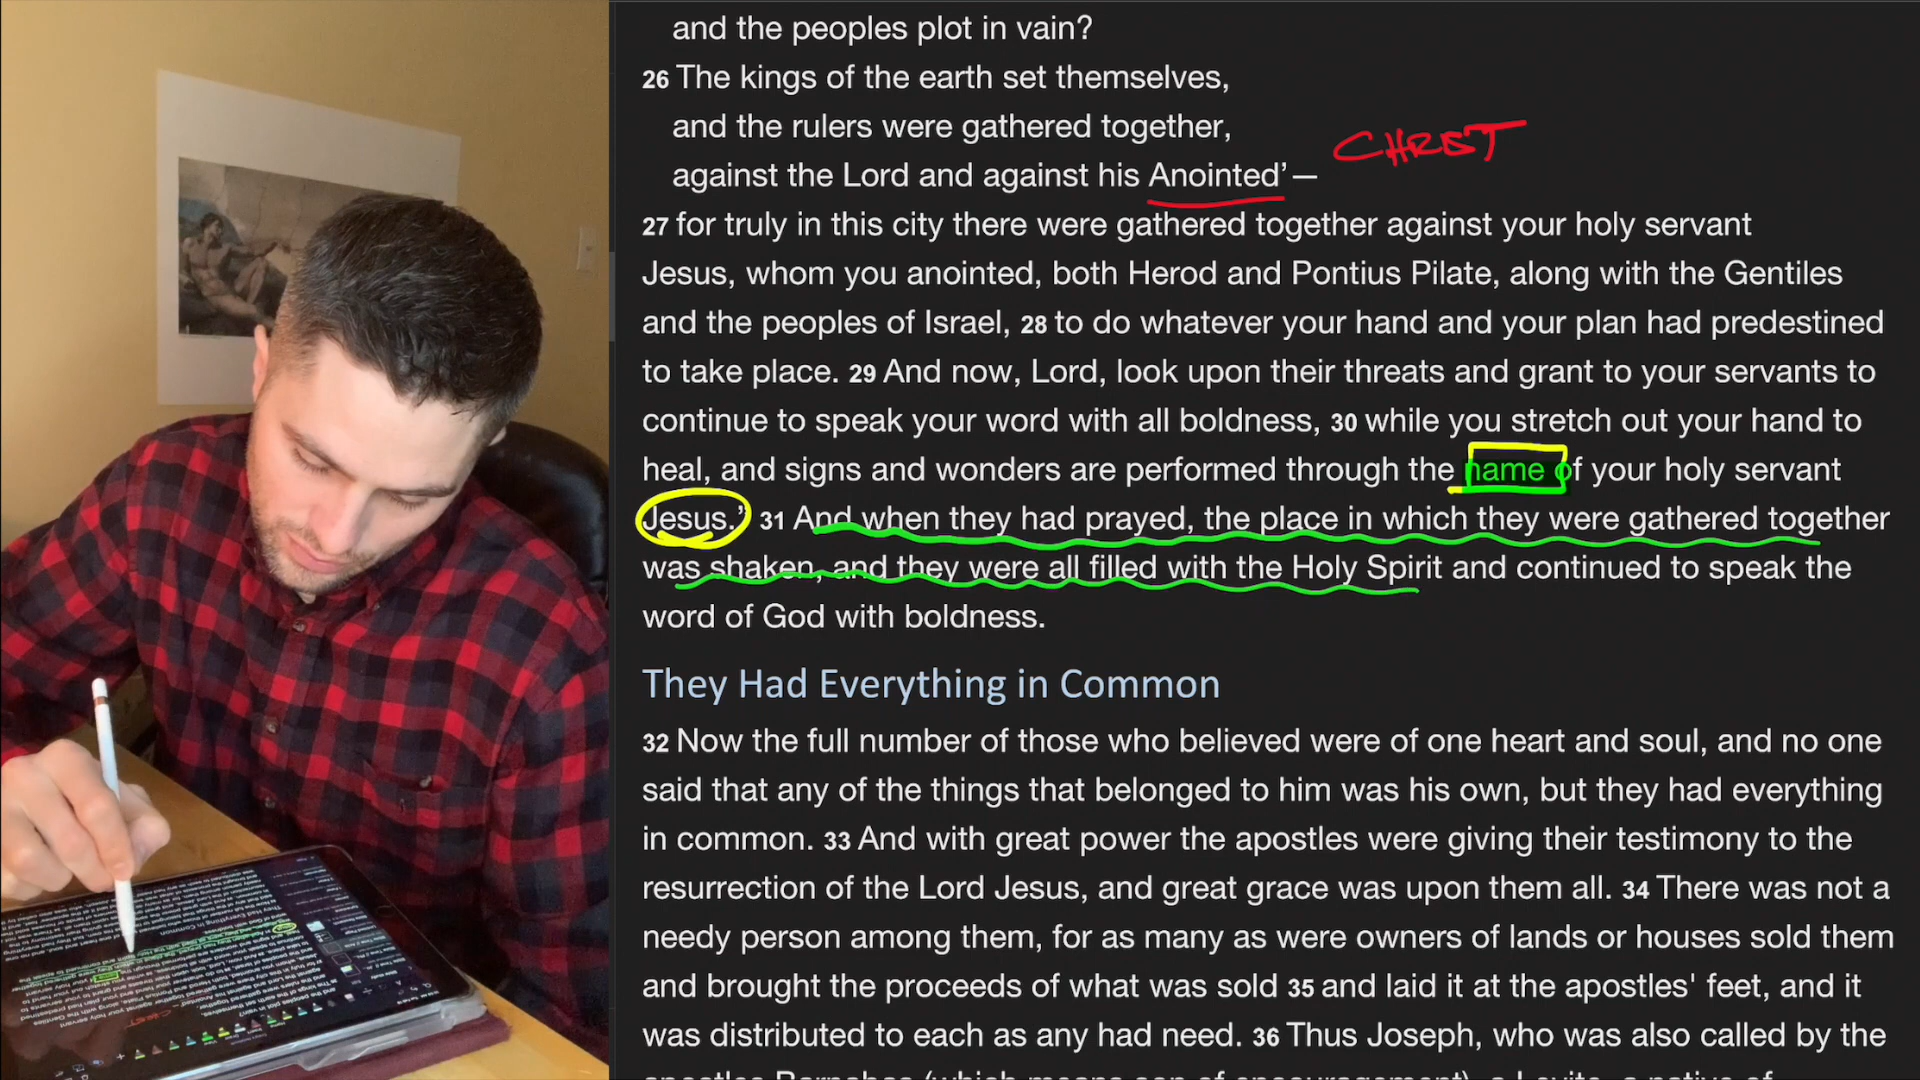 and the peoples plot in vain?
26 The kings of the earth set themselves,
and the rulers were gathered together,
CHRIST
against the Lord and against his Anointed’—
27 for truly in this city there were gathered together against your holy servant
Jesus, whom you anointed, both Herod and Pontius Pilate, along with the Gentiles
and the peoples of Israel, 28 to do whatever your hand and your plan had predestined
to take place. 29 And now, Lord, look upon their threats and grant to your servants to
continue to speak your word with all boldness, 30 while you stretch out your hand to
heal, and signs and wonders are performed through the name of your holy servant
Jesus.” 31 And when they had prayed, the place in which they were gathered together
was shaken, and they were all filled with the Holy Spirit and continued to speak the
word of God with boldness.
They Had Everything in Common
32 Now the full number of those who believed were of one heart and soul, and no one
said that any of the things that belonged to him was his own, but they had everything
in common. 33 And with great power the apostles were giving their testimony to the
resurrection of the Lord Jesus, and great grace was upon them all. 34 There was not a
needy person among them, for as many as were owners of lands or houses sold them
and brought the proceeds of what was sold 35 and laid it at the apostles' feet, and it
was distributed to each as any had need. 36 Thus Joseph, who was also called by the
apostles Barnabas (which means son of encouragement), a Levite, a native of